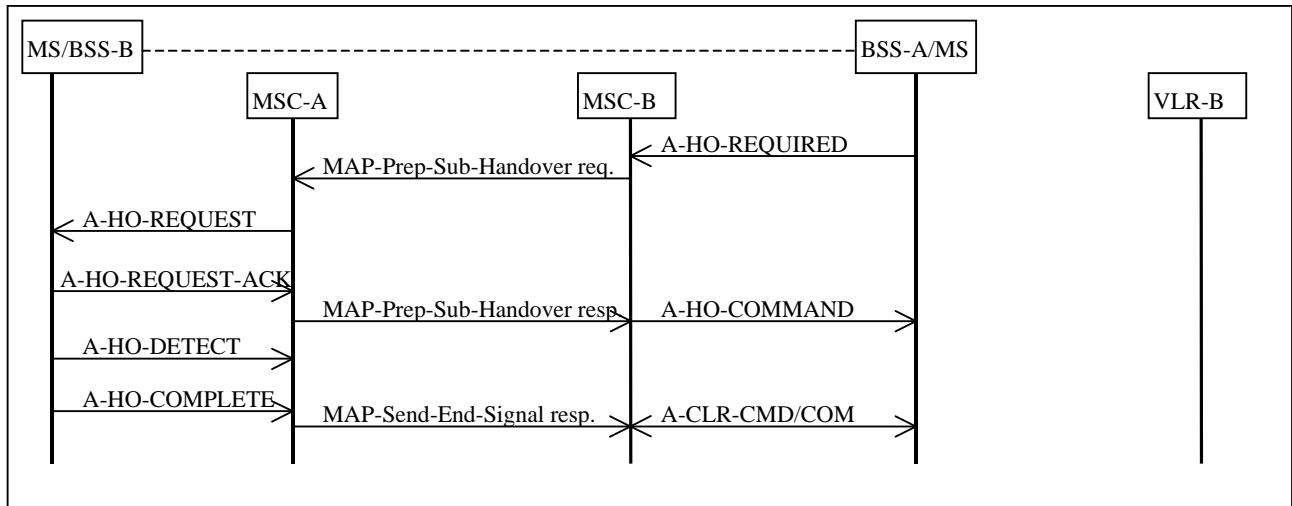 MS/BSS-B
BSS-A/MS
MSC-A
MSC-B
VLR-B
A-HO-REQUIRED
MAP-Prep-Sub-Handover req.
A-HO-REQUEST
A-HO-REQUEST-ACK
MAP-Prep-Sub-Handover resp
A-HO-COMMAND
A-HO-DETECT
A-HO-COMPLETE
MAP-Send-End-Signal resp.
A-CLR-CMD/COM